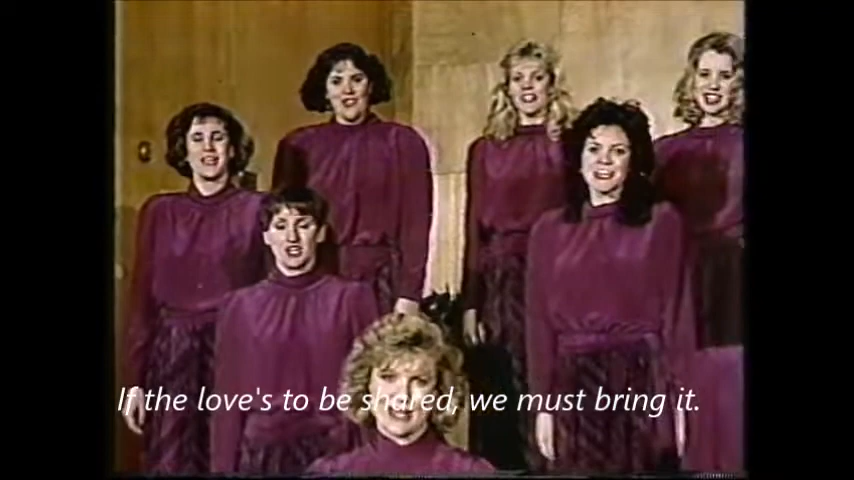 If the love's to be shared, we must bring it.